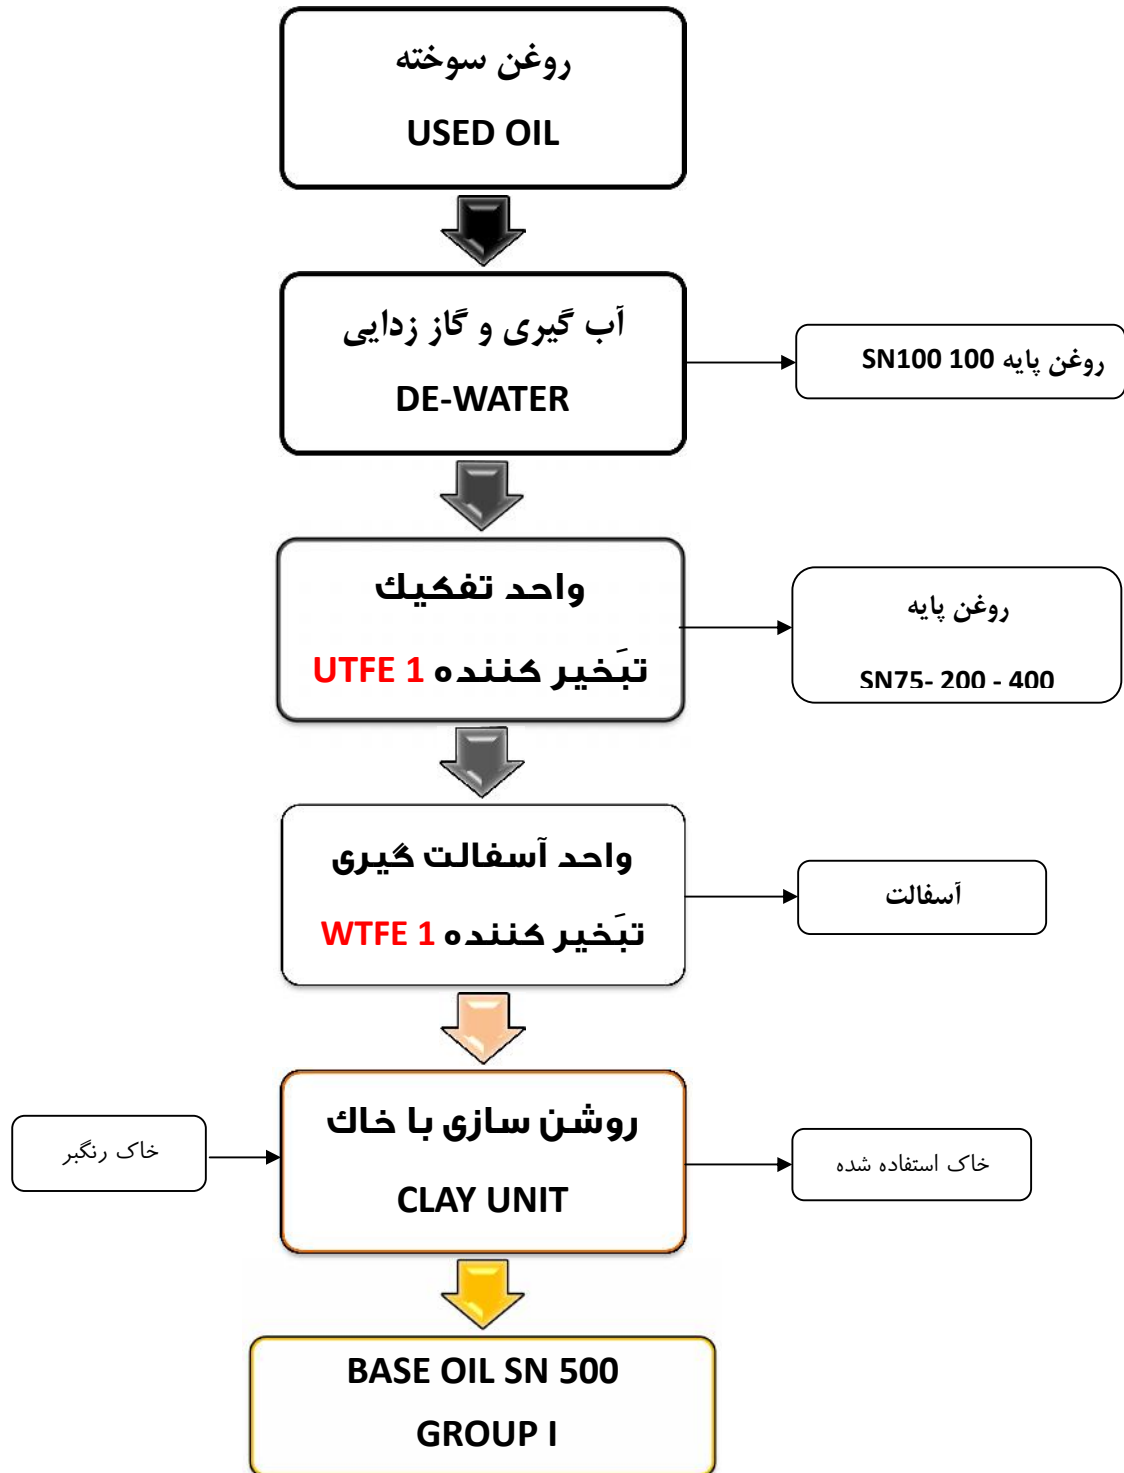 روغن سوخته
USED OIL
آب گیری و گاز زدایی
DE-WATER
روغن پایه 100 SN100
واحد تفکیك
تبَخیر کننده UTFE 1
روغن پایه
SN75- 200 - 400
واحد آسفالت گیری
تبَخیر کننده WTFE 1
آسفالت
روشن سازی با خاك
CLAY UNIT
خاک رنگبر
خاک استفاده شده
BASE OIL SN 500
GROUP I